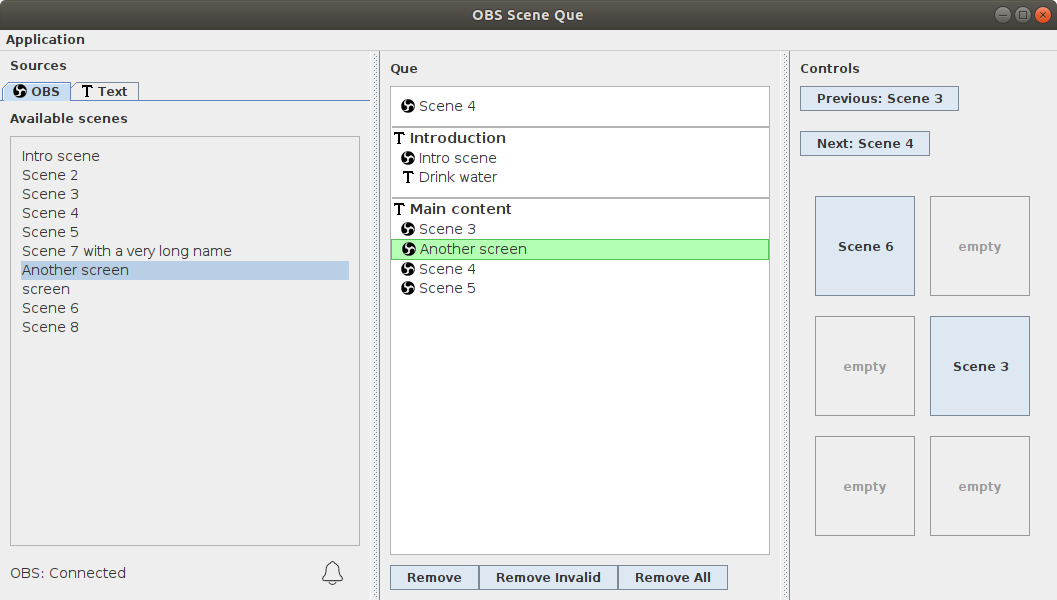 OBS Scene Que
Application
Sources
OBS
Text
Available scenes
Intro scene
Scene 2
Scene 3
Scene 4
Scene 5
Scene 7 with a very long name
Another screen
screen
Scene 6
Scene 8
OBS: Connected
Que
Scene 4
Introduction
Intro scene
Drink water
Main content
Scene 3
Another screen
Scene 4
Scene 5
Remove
Remove Invalid
Remove All
Controls
Previous: Scene 3
Next: Scene 4
Scene 6
empty
empty
Scene 3
empty
empty